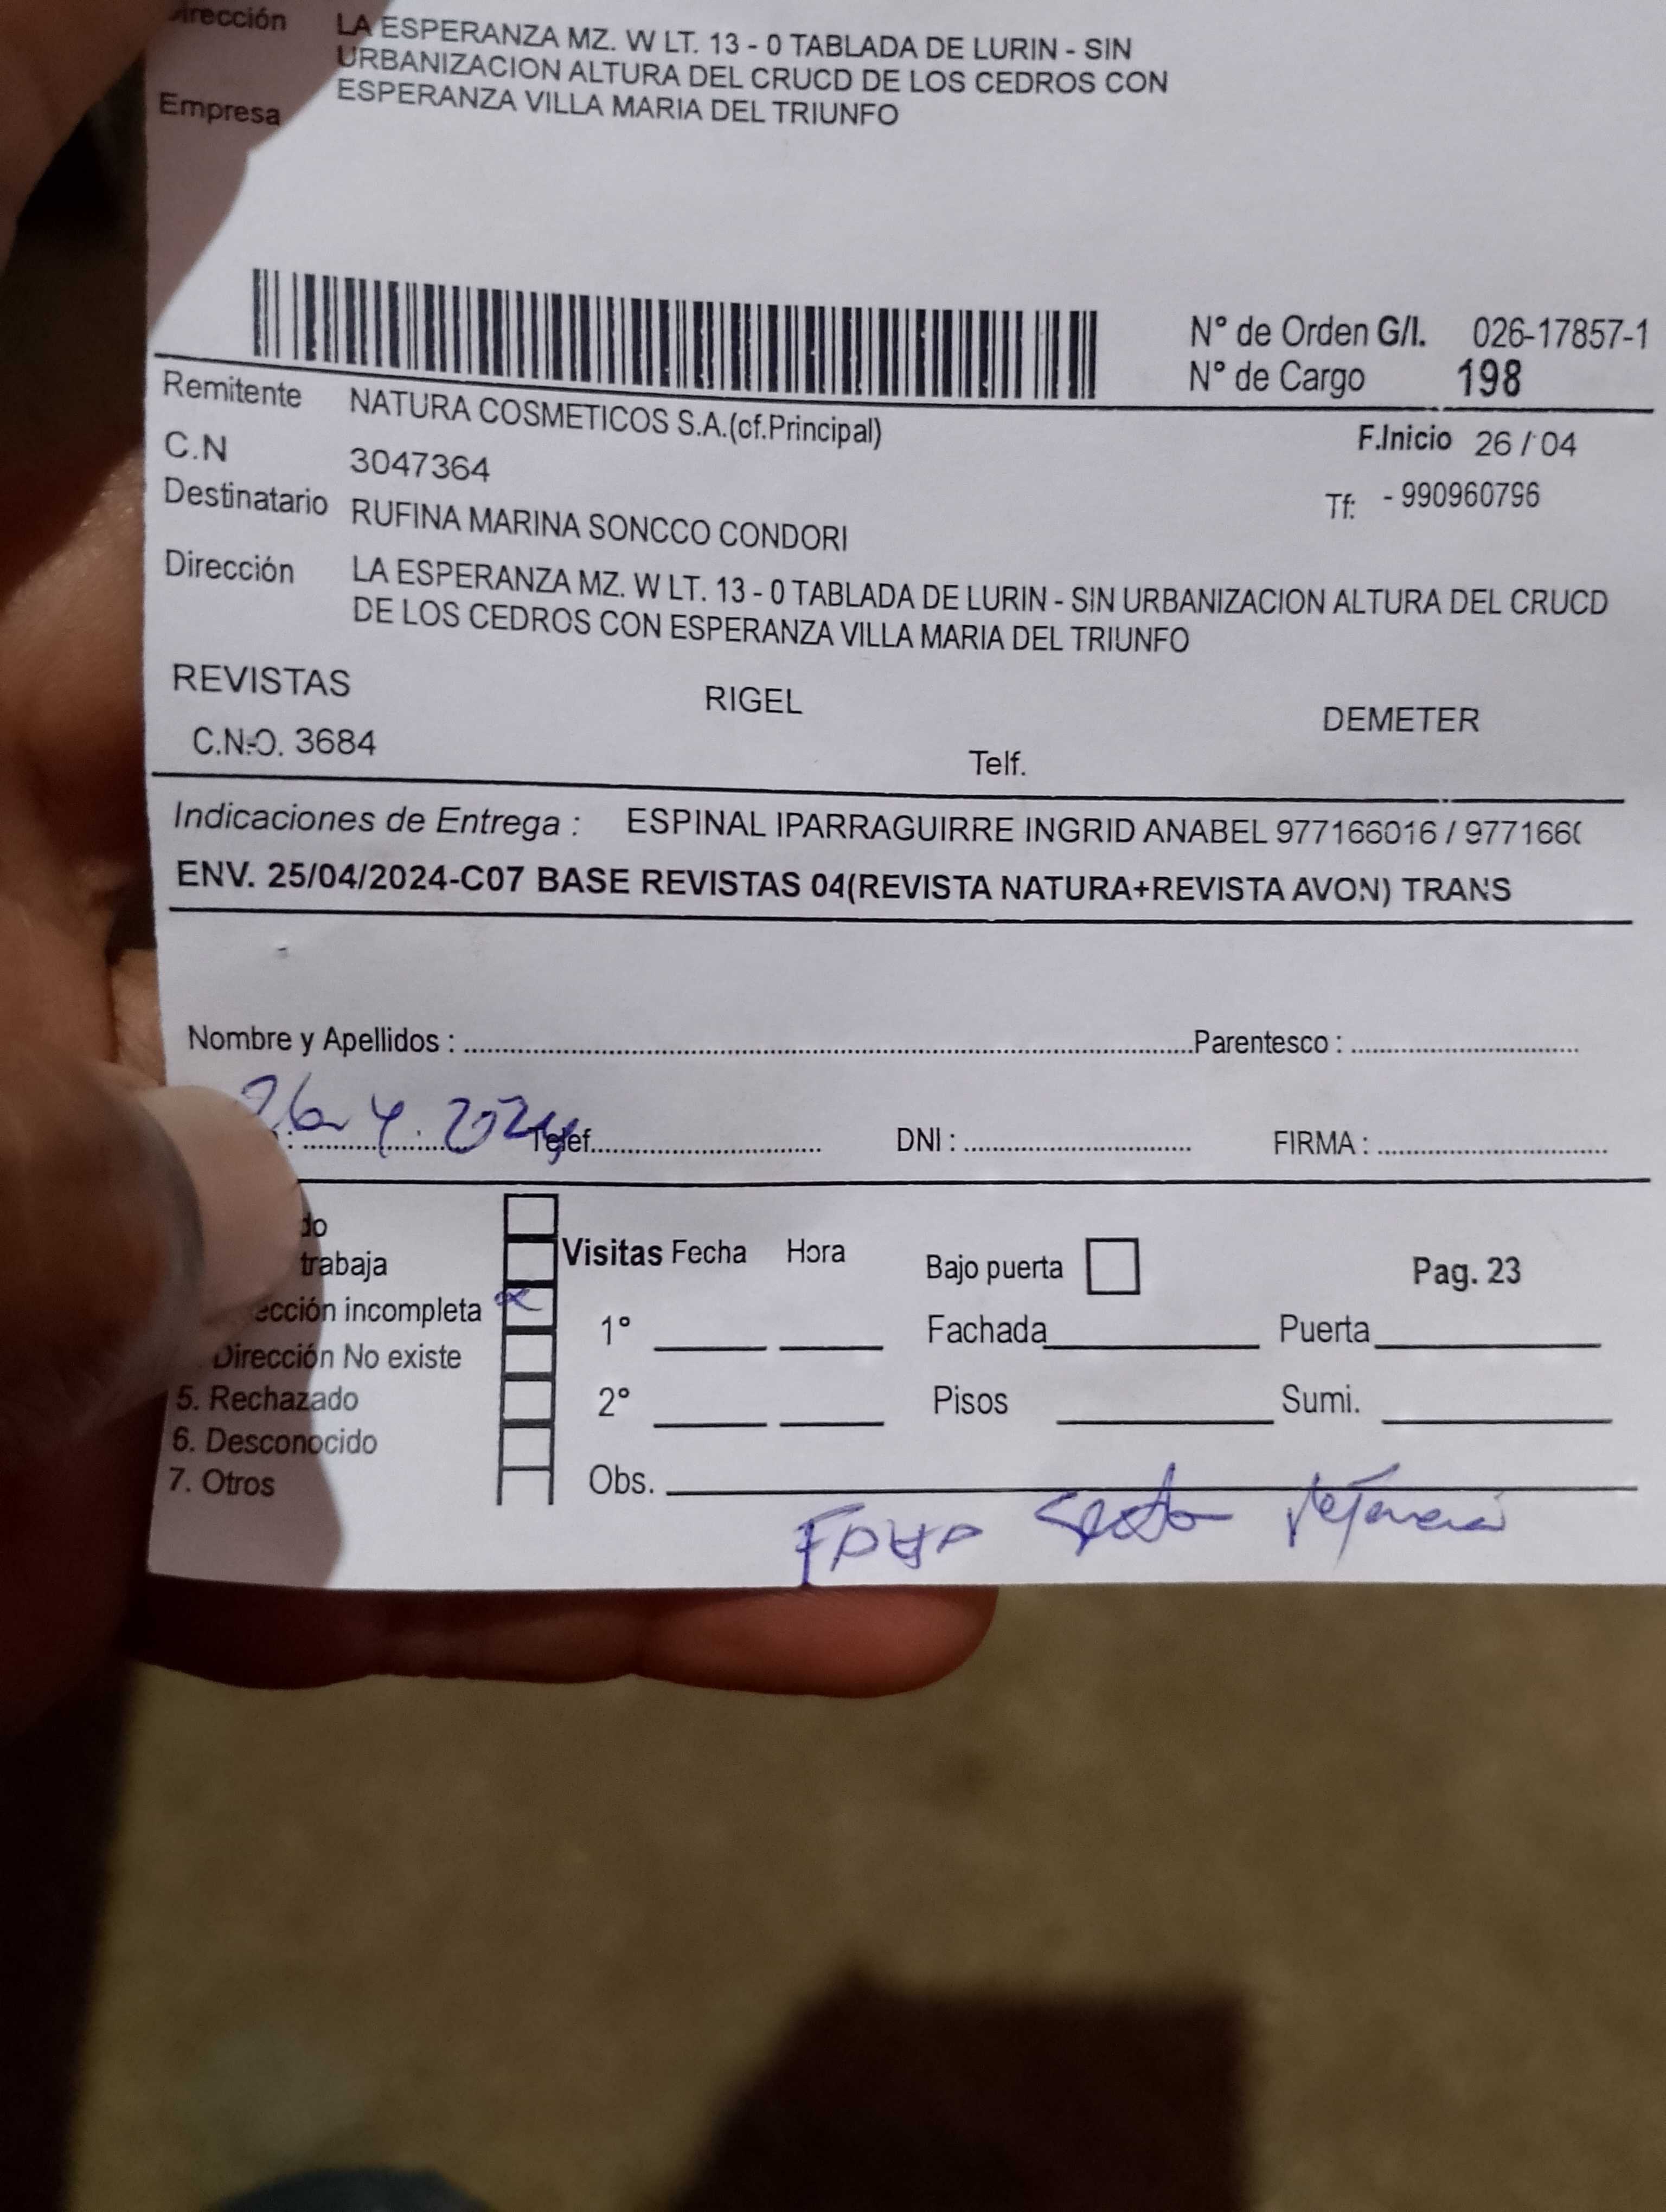 Dirección LA ESPERANZA MZ. W LT. 13 - 0 TABLADA DE LURIN - SIN
URBANIZACION ALTURA DEL CRUCD DE LOS CEDROS CON
ESPERANZA VILLA MARIA DEL TRIUNFO
Empresa
N° de Orden G/I. 026-17857-1
N° de Cargo 198
Remitente NATURA COSMETICOS S.A.(cf.Principal)
F.Inicio 26 / 04
C.N 3047364
Tf: - 990960796
Destinatario RUFINA MARINA SONCCO CONDORI
Dirección LA ESPERANZA MZ. W LT. 13 - 0 TABLADA DE LURIN - SIN URBANIZACION ALTURA DEL CRUCD
DE LOS CEDROS CON ESPERANZA VILLA MARIA DEL TRIUNFO
REVISTAS RIGEL DEMETER
C.N.O. 3684 Telf.
Indicaciones de Entrega : ESPINAL IPARRAGUIRRE INGRID ANABEL 977166016 / 977166(
ENV. 25/04/2024-C07 BASE REVISTAS 04(REVISTA NATURA+REVISTA AVON) TRANS
Nombre y Apellidos : Parentesco :
26 4. 2024 Telef. DNI : FIRMA :
do
trabaja
Visitas Fecha Hora Bajo puerta Pag. 23
ección incompleta
1° Fachada Puerta
Dirección No existe
5. Rechazado 2° Pisos Sumi.
6. Desconocido
7. Otros Obs.